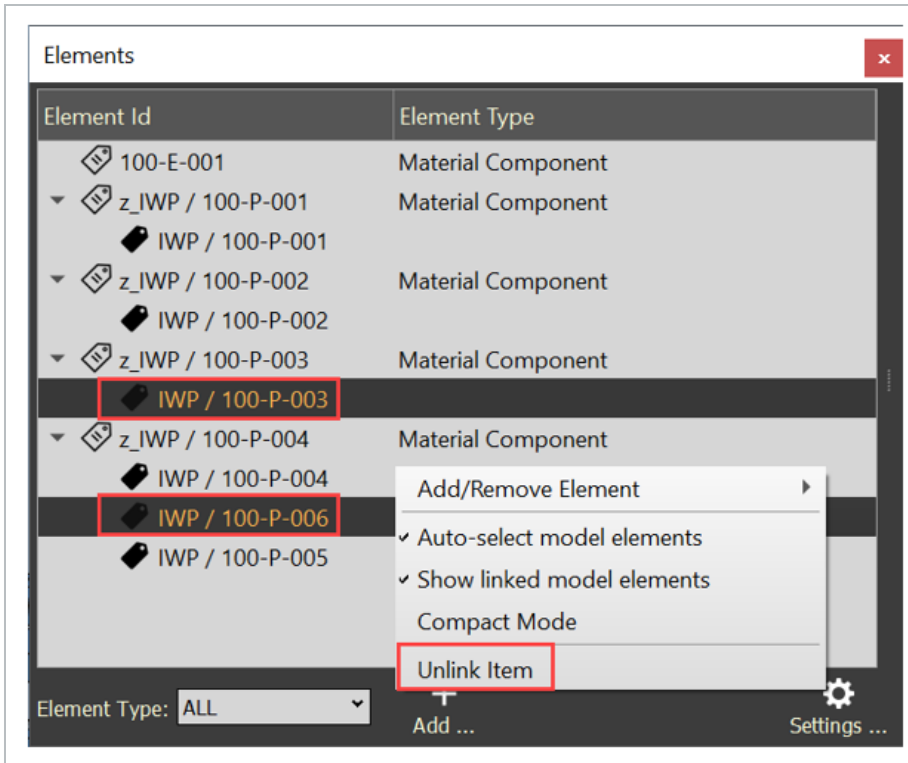 Elements
x
Element Id Element Type
100-E-001 Material Component
z_IWP / 100-P-001 Material Component
IWP / 100-P-001
z_IWP / 100-P-002 Material Component
IWP / 100-P-002
z_IWP / 100-P-003 Material Component
IWP / 100-P-003
z_IWP / 100-P-004 Material Component
IWP / 100-P-004
IWP / 100-P-006
IWP / 100-P-005
Add/Remove Element
Auto-select model elements
Show linked model elements
Compact Mode
Unlink Item
Element Type: ALL
Add ...
Settings ...